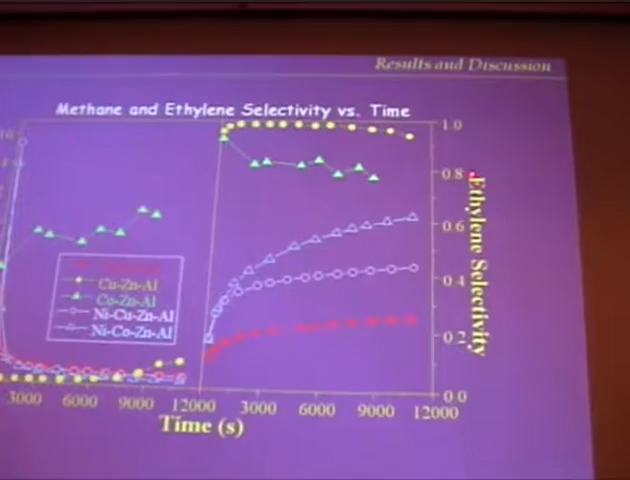 Results and Discussion
Methane and Ethylene Selectivity vs. Time
1.0
0.8
0.6
0.4
0.2
0.0
Ethylene Selectivity
Cu-Zn-Al
Co-Zn-Al
Ni-Cu-Zn-Al
Ni-Co-Zn-Al
3000 6000 9000 12000 3000 6000 9000 12000
Time (s)